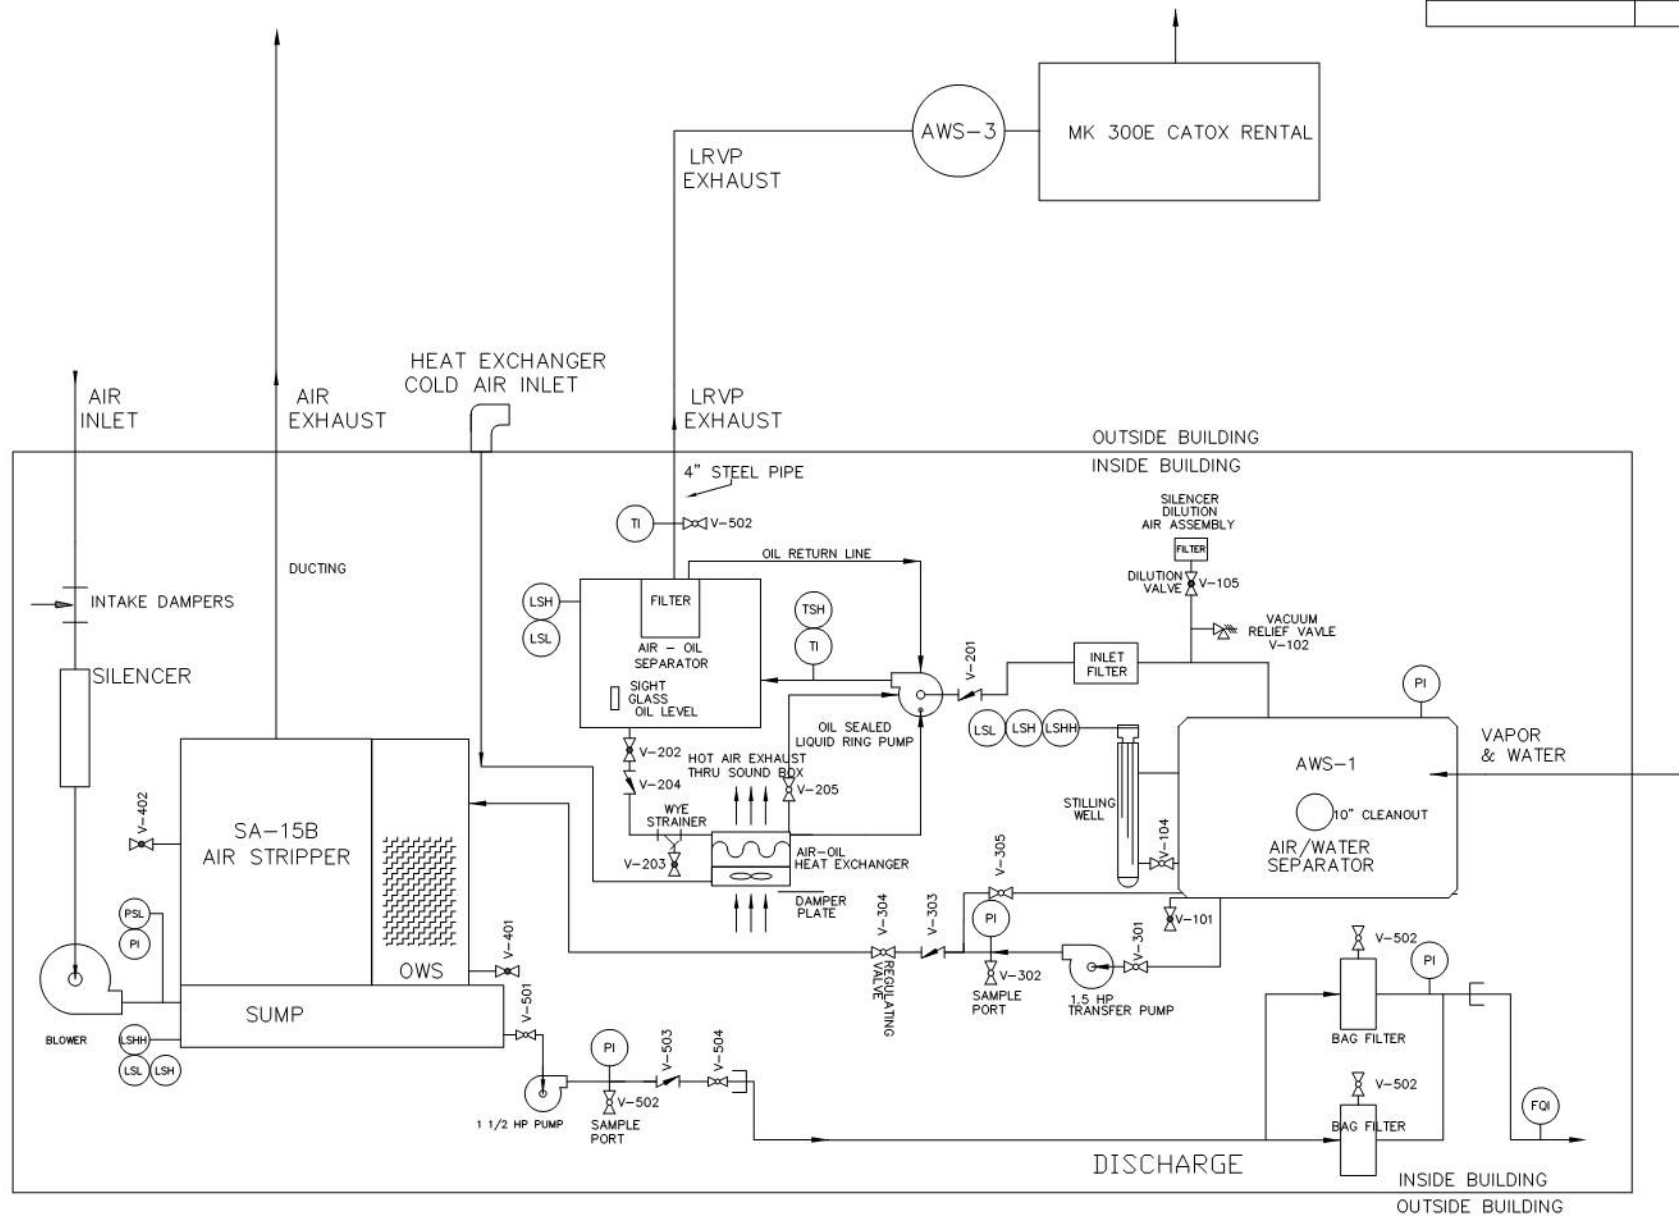 AWS-3
MK 300E CATOX RENTAL
LRVP
EXHAUST
HEAT EXCHANGER
COLD AIR INLET
AIR
INLET
AIR
EXHAUST
LRVP
EXHAUST
OUTSIDE BUILDING
INSIDE BUILDING
4" STEEL PIPE
SILENCER
DILUTION
AIR ASSEMBLY
TI
V-502
FILTER
OIL RETURN LINE
DUCTING
DILUTION
VALVE
V-105
INTAKE DAMPERS
LSH
LSL
FILTER
AIR - OIL
SEPARATOR
TSH
TI
VACUUM
RELIEF VAVLE
V-102
V-201
INLET
FILTER
SILENCER
SIGHT
GLASS
OIL LEVEL
PI
OIL SEALED
LIQUID RING PUMP
LSL
LSH
LSHH
VAPOR
& WATER
V-202
HOT AIR EXHAUST
THRU SOUND BOX
V-204
V-205
AWS-1
10" CLEANOUT
AIR/WATER
SEPARATOR
STILLING
WELL
V-104
V-402
WYE
STRAINER
SA-15B
AIR STRIPPER
V-203
AIR-OIL
HEAT EXCHANGER
V-305
DAMPER
PLATE
PSL
PI
V-304
REGULATING
VALVE
V-303
PI
V-101
V-301
V-401
OWS
V-302
SAMPLE
PORT
1.5 HP
TRANSFER PUMP
V-502
PI
BAG FILTER
SUMP
V-501
BLOWER
LSHH
LSL
LSH
PI
V-503
V-504
V-502
SAMPLE
PORT
1 1/2 HP PUMP
V-502
BAG FILTER
FQI
DISCHARGE
INSIDE BUILDING
OUTSIDE BUILDING